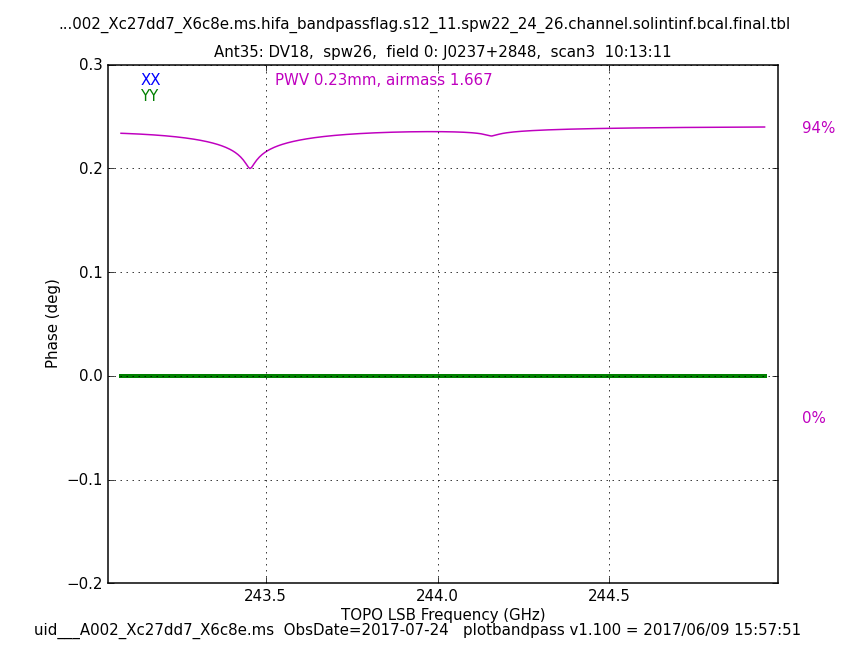 ...002_Xc27dd7_X6c8e.ms.hifa_bandpassflag.s12_11.spw22_24_26.channel.solintinf.bcal.final.tbl
Ant35: DV18,  spw26,  field 0: J0237+2848,  scan3  10:13:11
XX
PWV 0.23mm, airmass 1.667
YY
94%
0%
0.3
0.2
0.1
0.0
−0.1
−0.2
Phase (deg)
243.5
244.0
244.5
TOPO LSB Frequency (GHz)
uid___A002_Xc27dd7_X6c8e.ms  ObsDate=2017-07-24   plotbandpass v1.100 = 2017/06/09 15:57:51